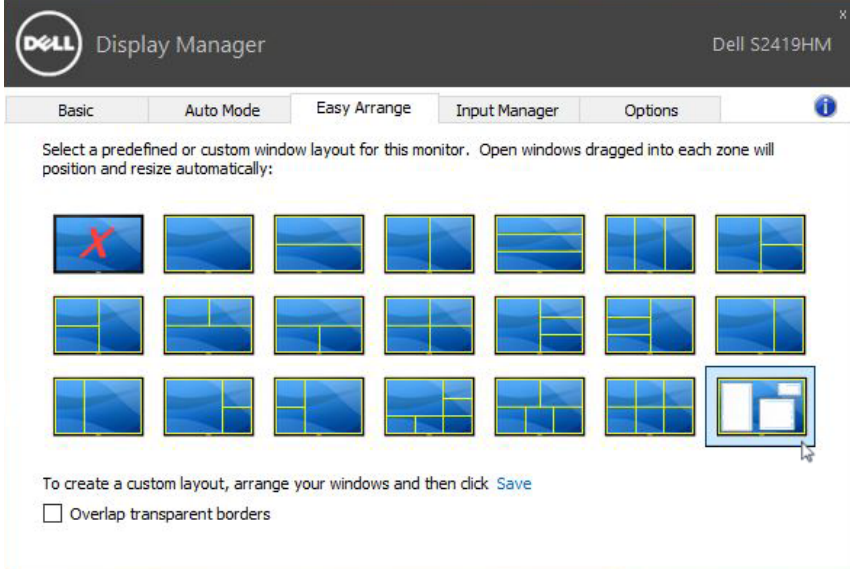 x
DELL Display Manager
Dell S2419HM
Basic Auto Mode Easy Arrange Input Manager Options i
Select a predefined or custom window layout for this monitor. Open windows dragged into each zone will
position and resize automatically:
X
To create a custom layout, arrange your windows and then click Save
Overlap transparent borders